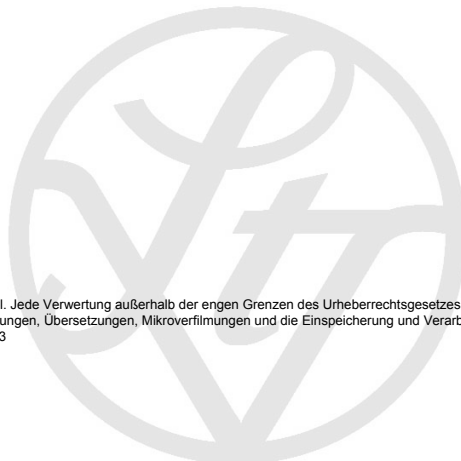 l. Jede Verwertung außerhalb der engen Grenzen des Urheberrechtsgesetzes
ungen, Übersetzungen, Mikroverfilmungen und die Einspeicherung und Verarb
3